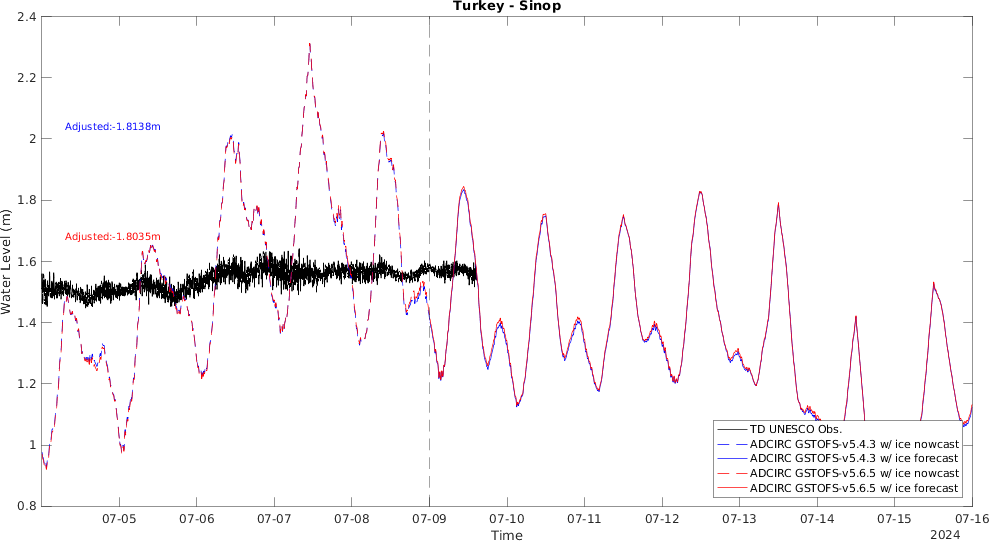 Turkey - Sinop
2.4
2.2
2
1.8
1.6
1.4
1.2
1
0.8
Water Level (m)
Adjusted:-1.8138m
Adjusted:-1.8035m
TD UNESCO Obs.
ADCIRC GSTOFS-v5.4.3 w/ ice nowcast
ADCIRC GSTOFS-v5.4.3 w/ ice forecast
ADCIRC GSTOFS-v5.6.5 w/ ice nowcast
ADCIRC GSTOFS-v5.6.5 w/ ice forecast
07-05 07-06 07-07 07-08 07-09 07-10 07-11 07-12 07-13 07-14 07-15 07-16
Time
2024